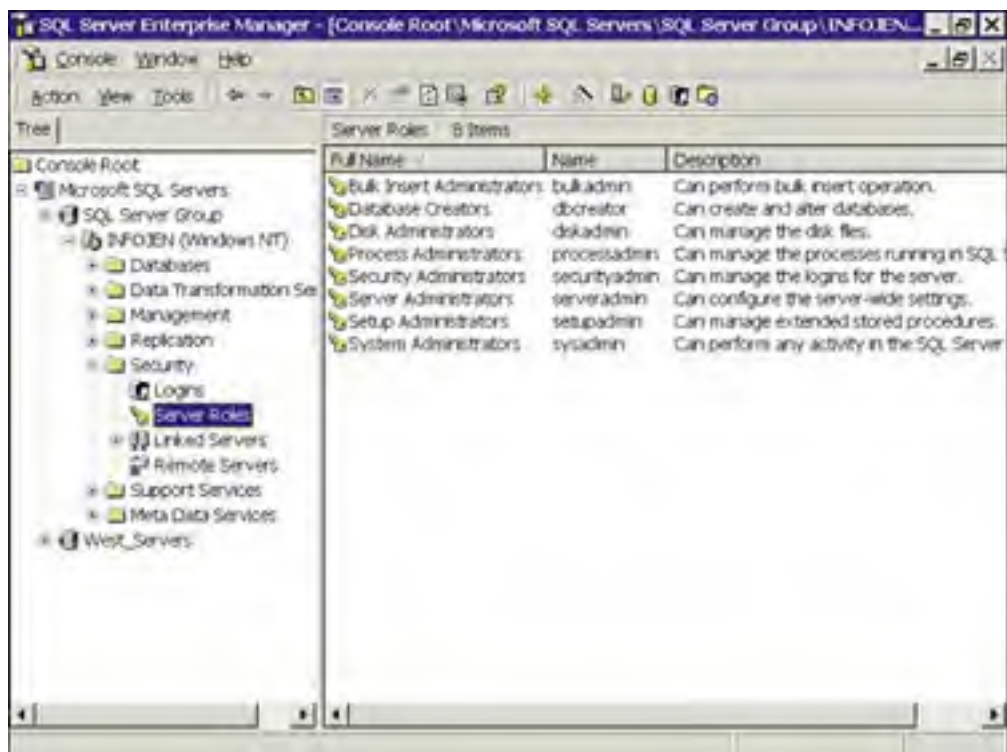 SQL Server Enterprise Manager - [Console Root\Microsoft SQL Servers\SQL Server Group\INFOJEN...
Console Window Help
Action View Tools
Tree
Server Roles 8 Items
Console Root
Microsoft SQL Servers
SQL Server Group
INFOJEN (Windows NT)
Databases
Data Transformation Se
Management
Replication
Security
Logins
Server Roles
Linked Servers
Remote Servers
Support Services
Meta Data Services
West_Servers
Full Name Name Description
Bulk Insert Administrators bulkadmin Can perform bulk insert operation.
Database Creators dbcreator Can create and alter databases.
Disk Administrators diskadmin Can manage the disk files.
Process Administrators processadmin Can manage the processes running in SQL
Security Administrators securityadmin Can manage the logins for the server.
Server Administrators serveradmin Can configure the server-wide settings.
Setup Administrators setupadmin Can manage extended stored procedures.
System Administrators sysadmin Can perform any activity in the SQL Server